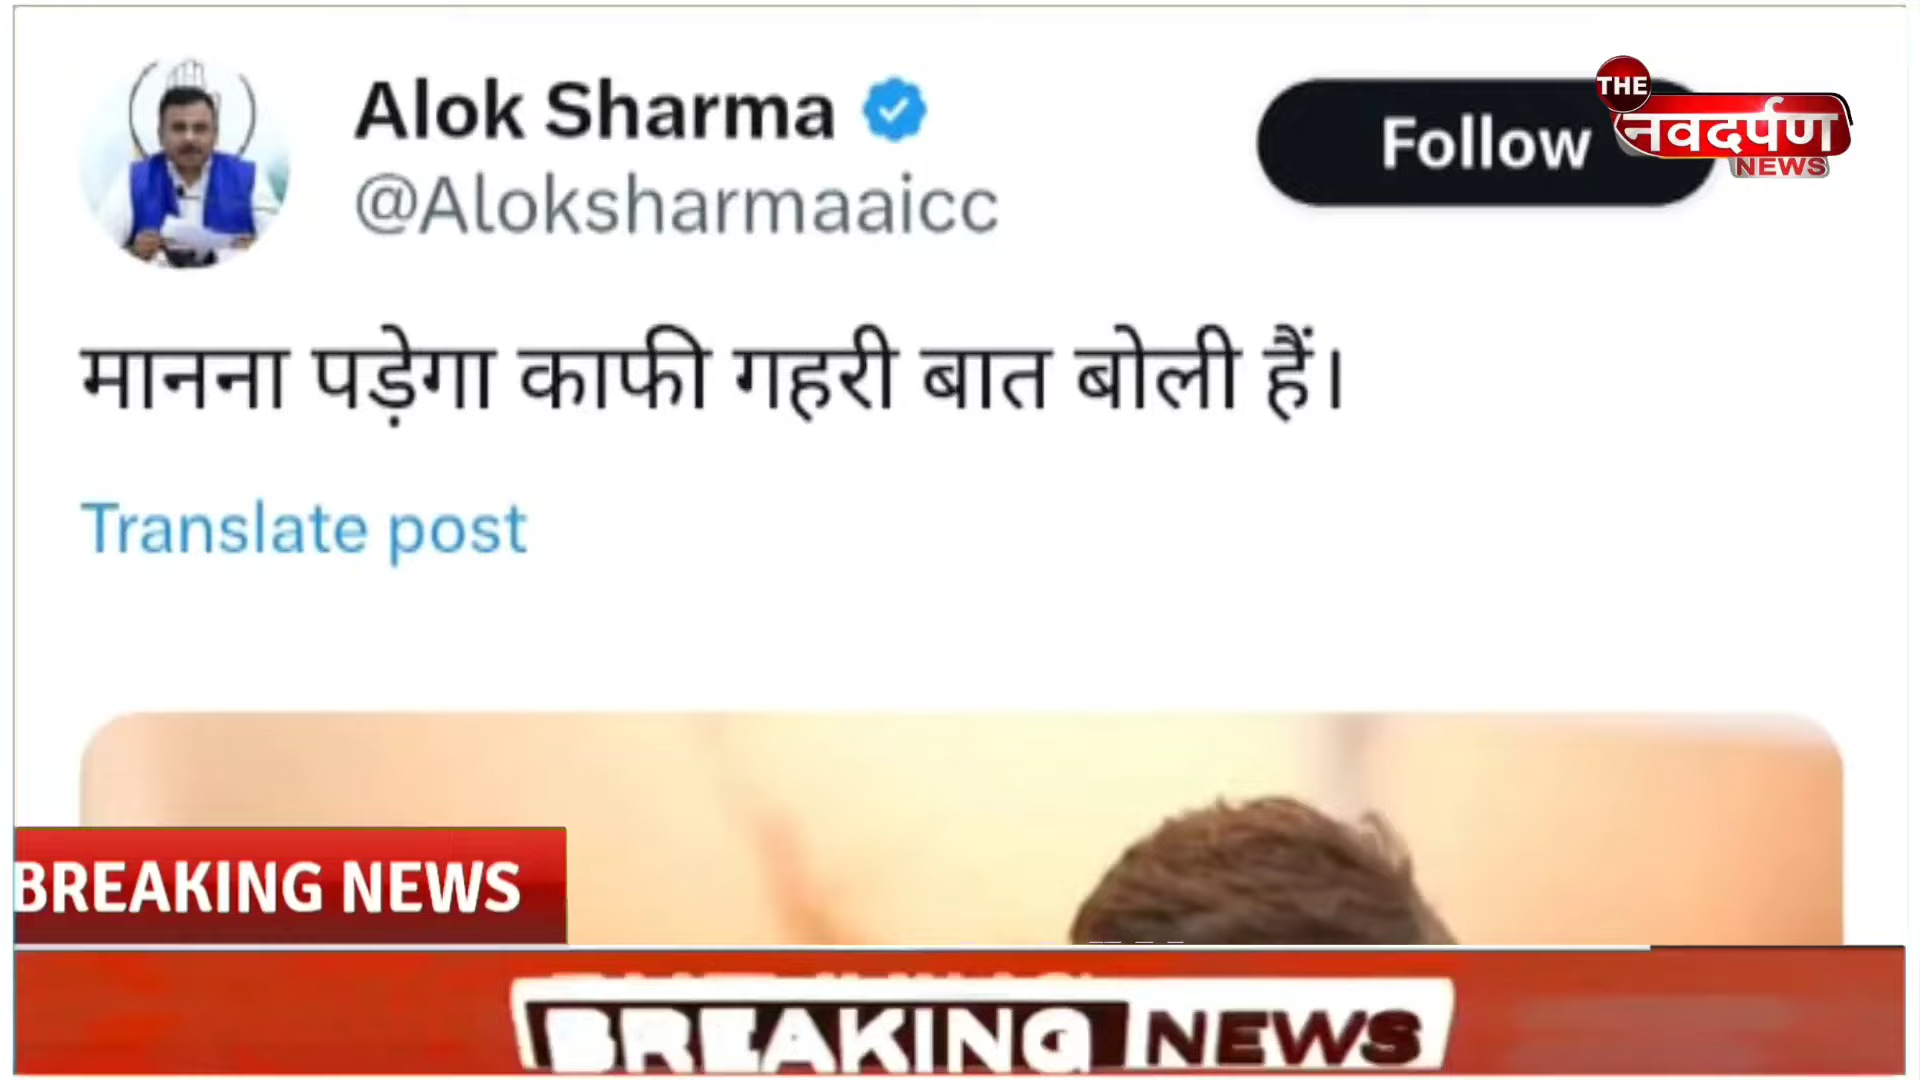 Alok Sharma
@Aloksharmaaicc
Follow
THE
नवदर्पण
NEWS
मानना पड़ेगा काफी गहरी बात बोली हैं।
Translate post
BREAKING NEWS
BREAKING NEWS